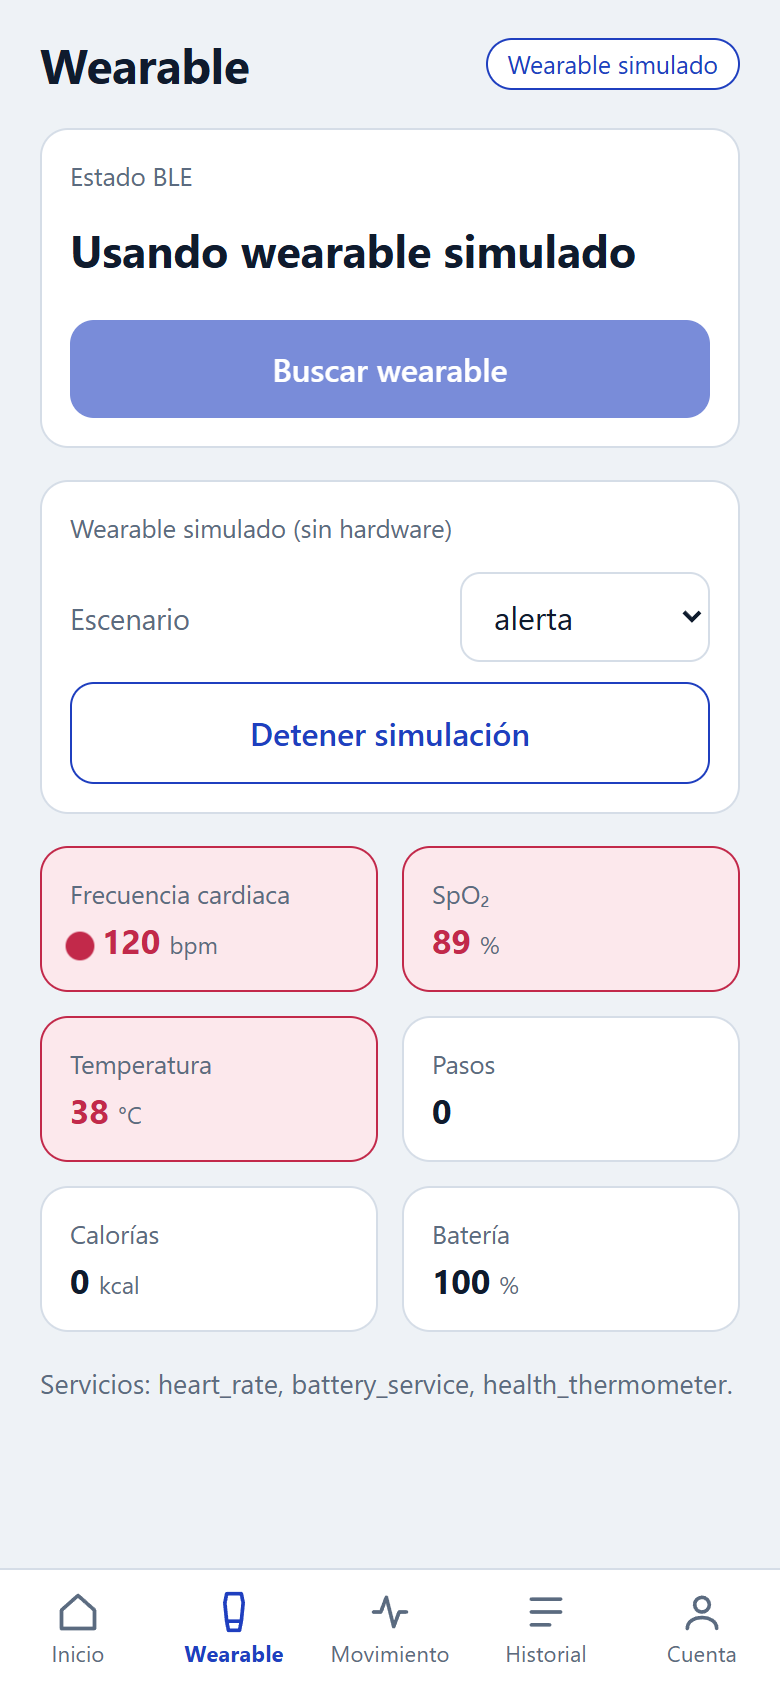 Wearable
Wearable simulado
Estado BLE
Usando wearable simulado
Buscar wearable
Wearable simulado (sin hardware)
Escenario
alerta
Detener simulación
Frecuencia cardiaca
120 bpm
SpO₂
89 %
Temperatura
38 °C
Pasos
0
Calorías
0 kcal
Batería
100 %
Servicios: heart_rate, battery_service, health_thermometer.
Inicio
Wearable
Movimiento
Historial
Cuenta